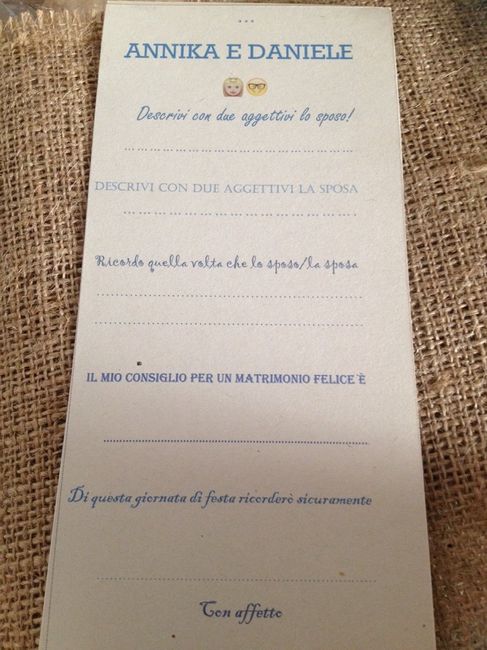 ...
ANNIKA E DANIELE
Descrivi con due aggettivi lo sposo!
DESCRIVI CON DUE AGGETTIVI LA SPOSA
Ricordo quella volta che lo sposo/la sposa
IL MIO CONSIGLIO PER UN MATRIMONIO FELICE È
Di questa giornata di festa ricorderò sicuramente
Con affetto